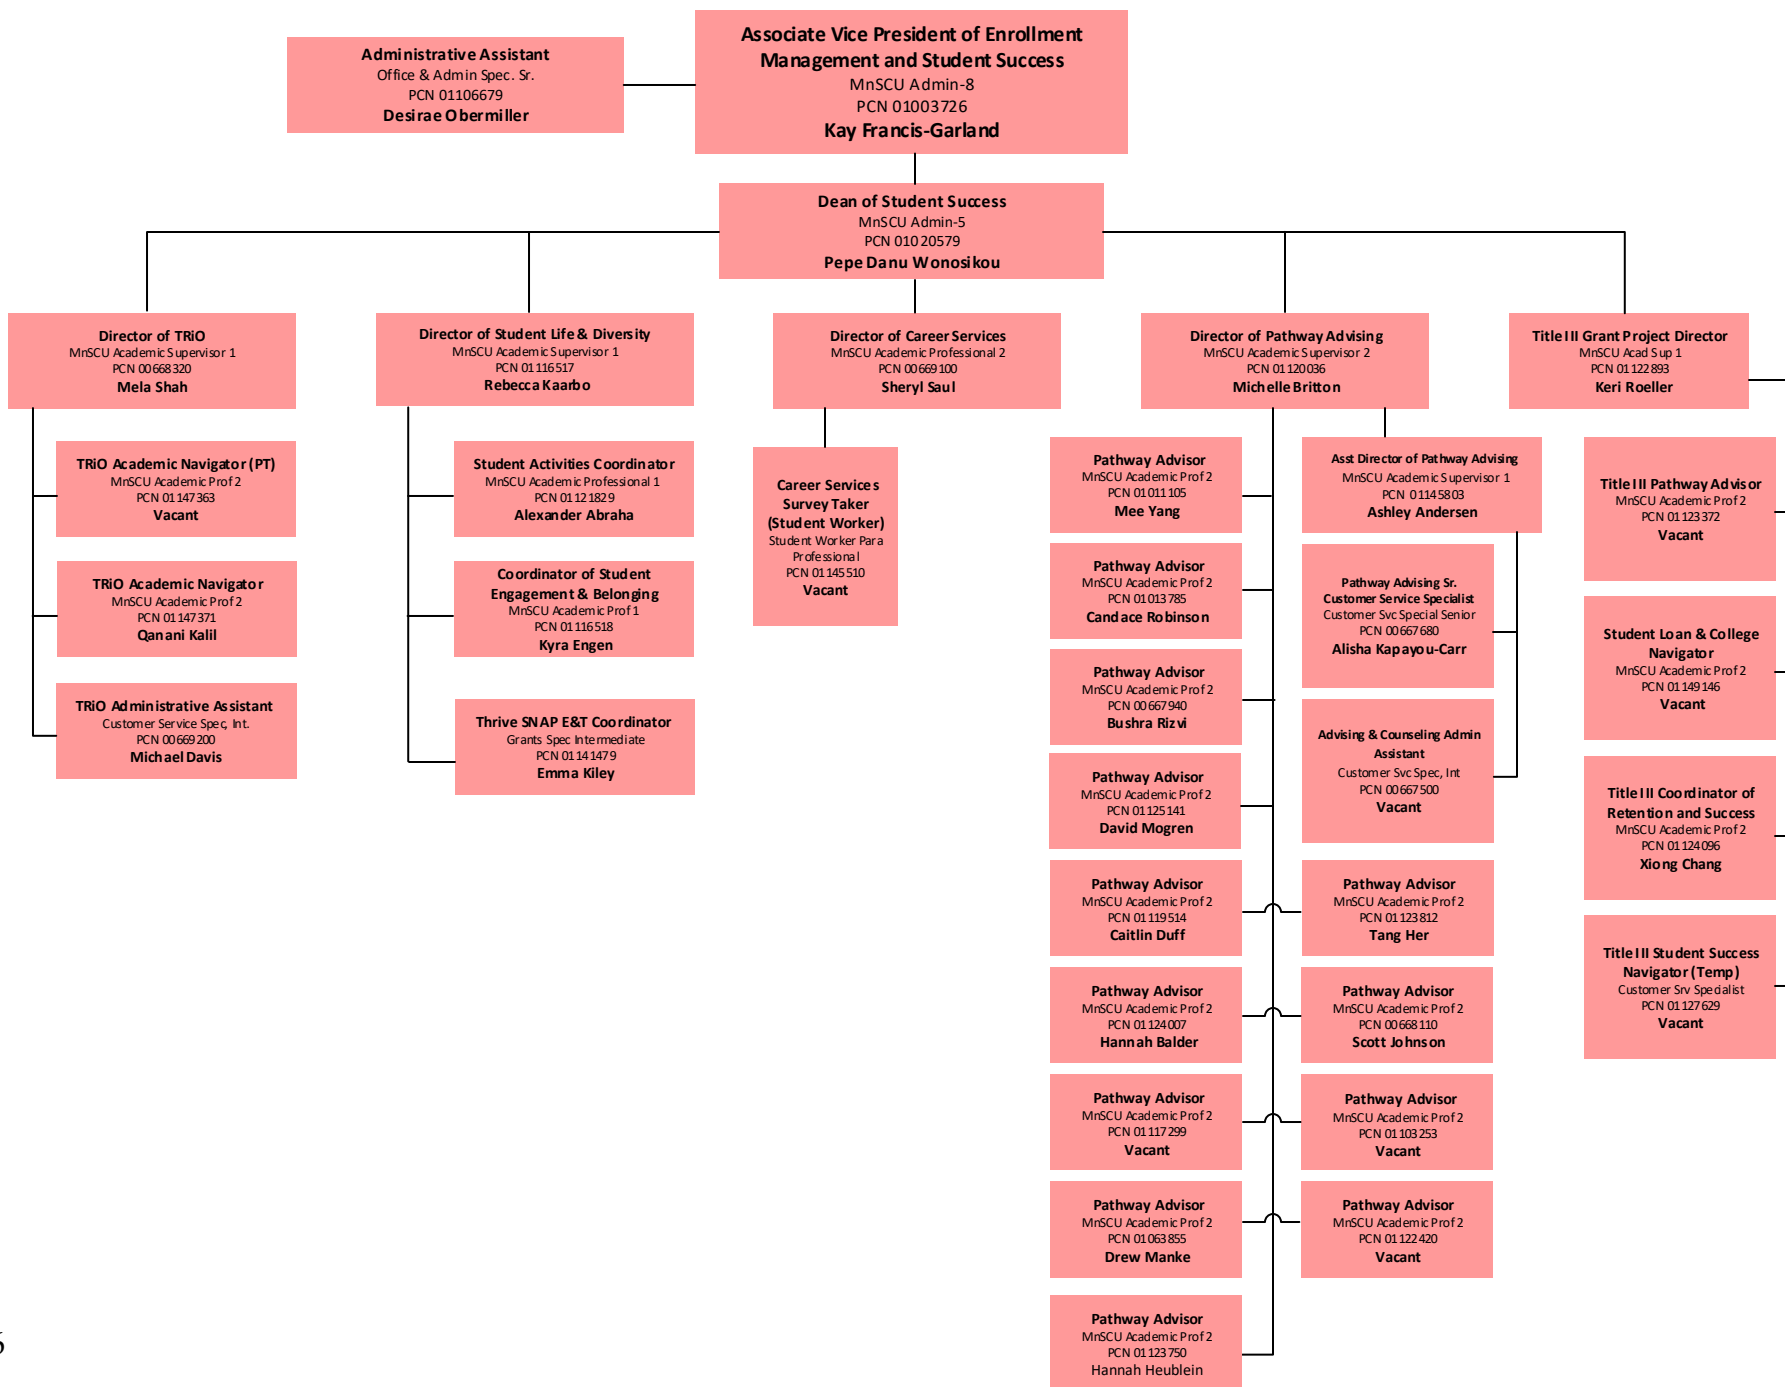 Associate Vice President of Enrollment
Management and Student Success
MnSCU Admin-8
PCN 01003726
Kay Francis-Garland
Administrative Assistant
Office & Admin Spec. Sr.
PCN 01106679
Desirae Obermiller
Dean of Student Success
MnSCU Admin-5
PCN 01020579
Pepe Danu Wonosikou
Director of TRiO
MnSCU Academic Supervisor 1
PCN 00668320
Mela Shah
TRiO Academic Navigator (PT)
MnSCU Academic Prof 2
PCN 01147363
Vacant
TRiO Academic Navigator
MnSCU Academic Prof 2
PCN 01147371
Qanani Kalil
TRiO Administrative Assistant
Customer Service Spec, Int.
PCN 00669200
Michael Davis
Director of Student Life & Diversity
MnSCU Academic Supervisor 1
PCN 01116517
Rebecca Kaarbo
Student Activities Coordinator
MnSCU Academic Professional 1
PCN 01121829
Alexander Abraha
Coordinator of Student
Engagement & Belonging
MnSCU Academic Prof 1
PCN 01116518
Kyra Engen
Thrive SNAP E&T Coordinator
Grants Spec Intermediate
PCN 01141479
Emma Kiley
Director of Career Services
MnSCU Academic Professional 2
PCN 00669100
Sheryl Saul
Career Services
Survey Taker
(Student Worker)
Student Worker Para
Professional
PCN 01145510
Vacant
Director of Pathway Advising
MnSCU Academic Supervisor 2
PCN 01120036
Michelle Britton
Pathway Advisor
MnSCU Academic Prof 2
PCN 01011105
Mee Yang
Pathway Advisor
MnSCU Academic Prof 2
PCN 01013785
Candace Robinson
Pathway Advisor
MnSCU Academic Prof 2
PCN 00667940
Bushra Rizvi
Pathway Advisor
MnSCU Academic Prof 2
PCN 01125141
David Mogren
Pathway Advisor
MnSCU Academic Prof 2
PCN 01119514
Caitlin Duff
Pathway Advisor
MnSCU Academic Prof 2
PCN 01124007
Hannah Balder
Pathway Advisor
MnSCU Academic Prof 2
PCN 01117299
Vacant
Pathway Advisor
MnSCU Academic Prof 2
PCN 01063855
Drew Manke
Pathway Advisor
MnSCU Academic Prof 2
PCN 01123750
Hannah Heublein
Asst Director of Pathway Advising
MnSCU Academic Supervisor 1
PCN 01145803
Ashley Andersen
Pathway Advising Sr.
Customer Service Specialist
Customer Svc Special Senior
PCN 00667680
Alisha Kapayou-Carr
Advising & Counseling Admin
Assistant
Customer Svc Spec, Int
PCN 00667500
Vacant
Pathway Advisor
MnSCU Academic Prof 2
PCN 01123812
Tang Her
Pathway Advisor
MnSCU Academic Prof 2
PCN 00668110
Scott Johnson
Pathway Advisor
MnSCU Academic Prof 2
PCN 01103253
Vacant
Pathway Advisor
MnSCU Academic Prof 2
PCN 01122420
Vacant
Title III Grant Project Director
MnSCU Acad Sup 1
PCN 01122893
Keri Roeller
Title III Pathway Advisor
MnSCU Academic Prof 2
PCN 01123372
Vacant
Student Loan & College
Navigator
MnSCU Academic Prof 2
PCN 01149146
Vacant
Title III Coordinator of
Retention and Success
MnSCU Academic Prof 2
PCN 01124096
Xiong Chang
Title III Student Success
Navigator (Temp)
Customer Srv Specialist
PCN 01127629
Vacant